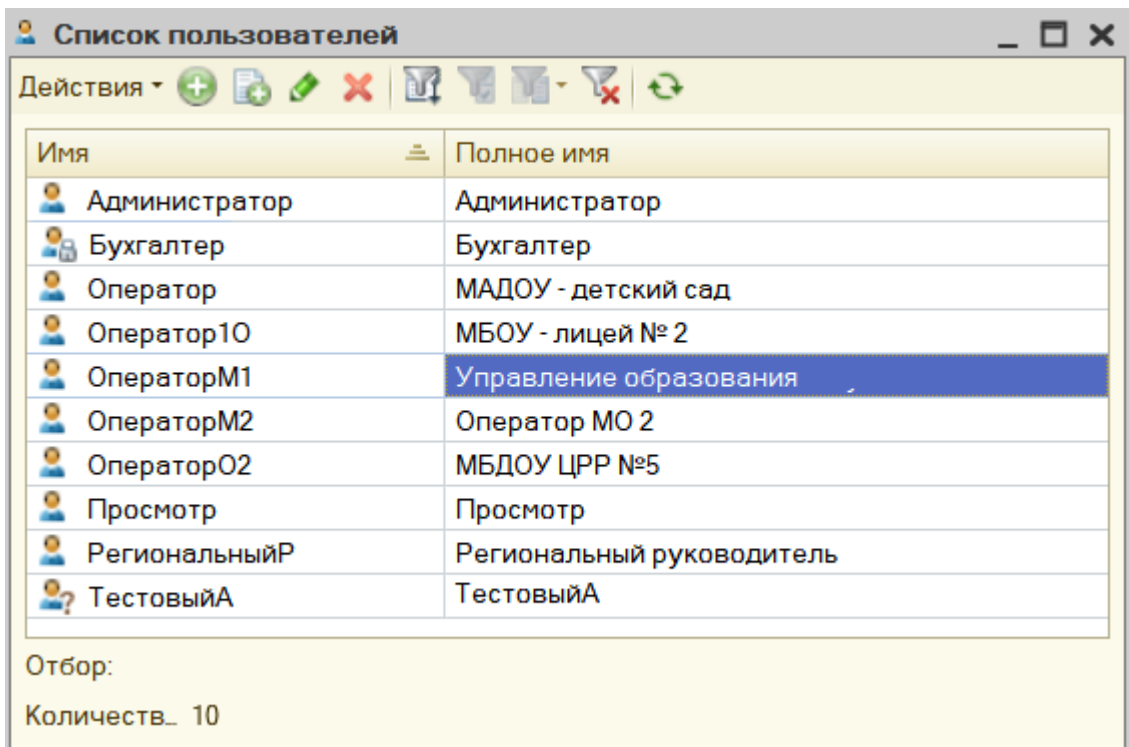 Список пользователей
Действия
Имя Полное имя
Администратор Администратор
Бухгалтер Бухгалтер
Оператор МАДОУ - детский сад
Оператор1О МБОУ - лицей № 2
ОператорМ1 Управление образования
ОператорМ2 Оператор МО 2
ОператорО2 МБДОУ ЦРР №5
Просмотр Просмотр
РегиональныйР Региональный руководитель
ТестовыйА ТестовыйА
Отбор:
Количеств... 10